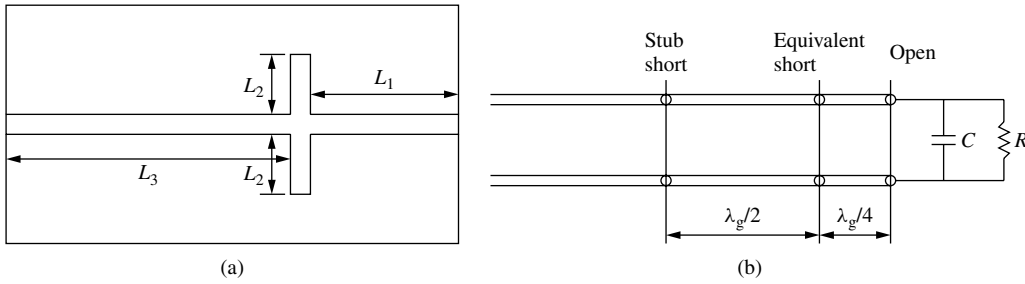 L2
L1
L2
L3
(a)
Stub
short
Equivalent
short
Open
C
R
λg/2
λg/4
(b)